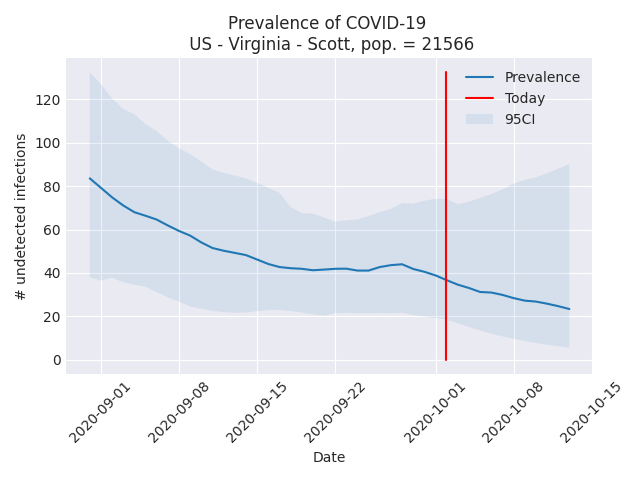 Prevalence of COVID-19
US - Virginia - Scott, pop. = 21566
Prevalence
Today
95CI
# undetected infections
120
100
80
60
40
20
0
2020-09-01
2020-09-08
2020-09-15
2020-09-22
2020-10-01
2020-10-08
2020-10-15
Date